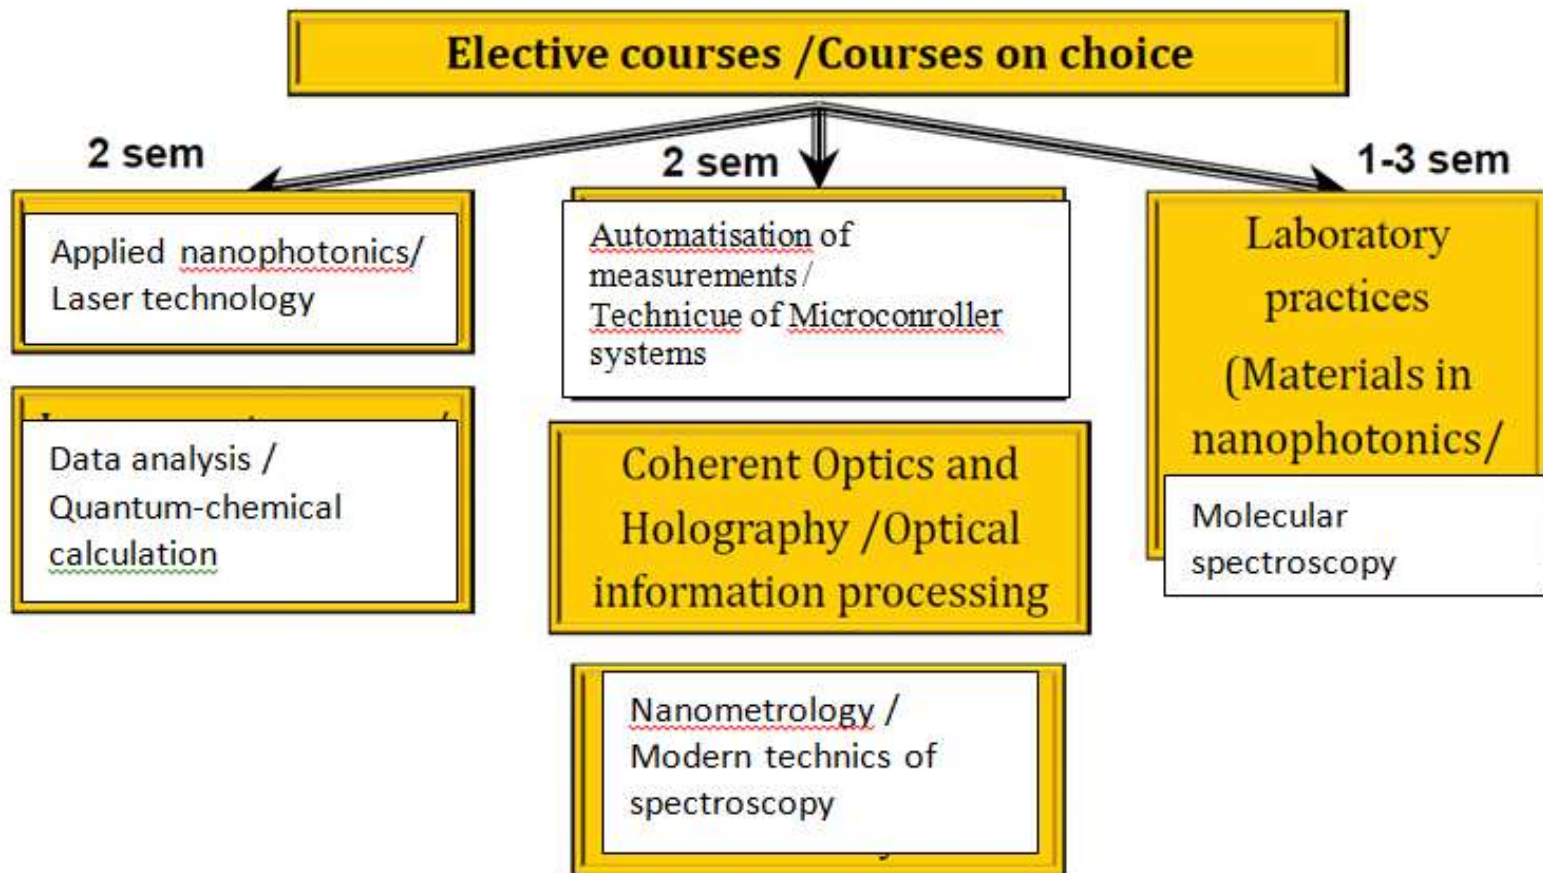 Elective courses /Courses on choice
2 sem
2 sem
1-3 sem
Applied nanophotonics/
Laser technology
Data analysis /
Quantum-chemical
calculation
Automatisation of
measurements/
Technicue of Microconroller
systems
Coherent Optics and
Holography /Optical
information processing
Nanometrology /
Modern technics of
spectroscopy
Laboratory
practices
(Materials in
nanophotonics/
Molecular
spectroscopy